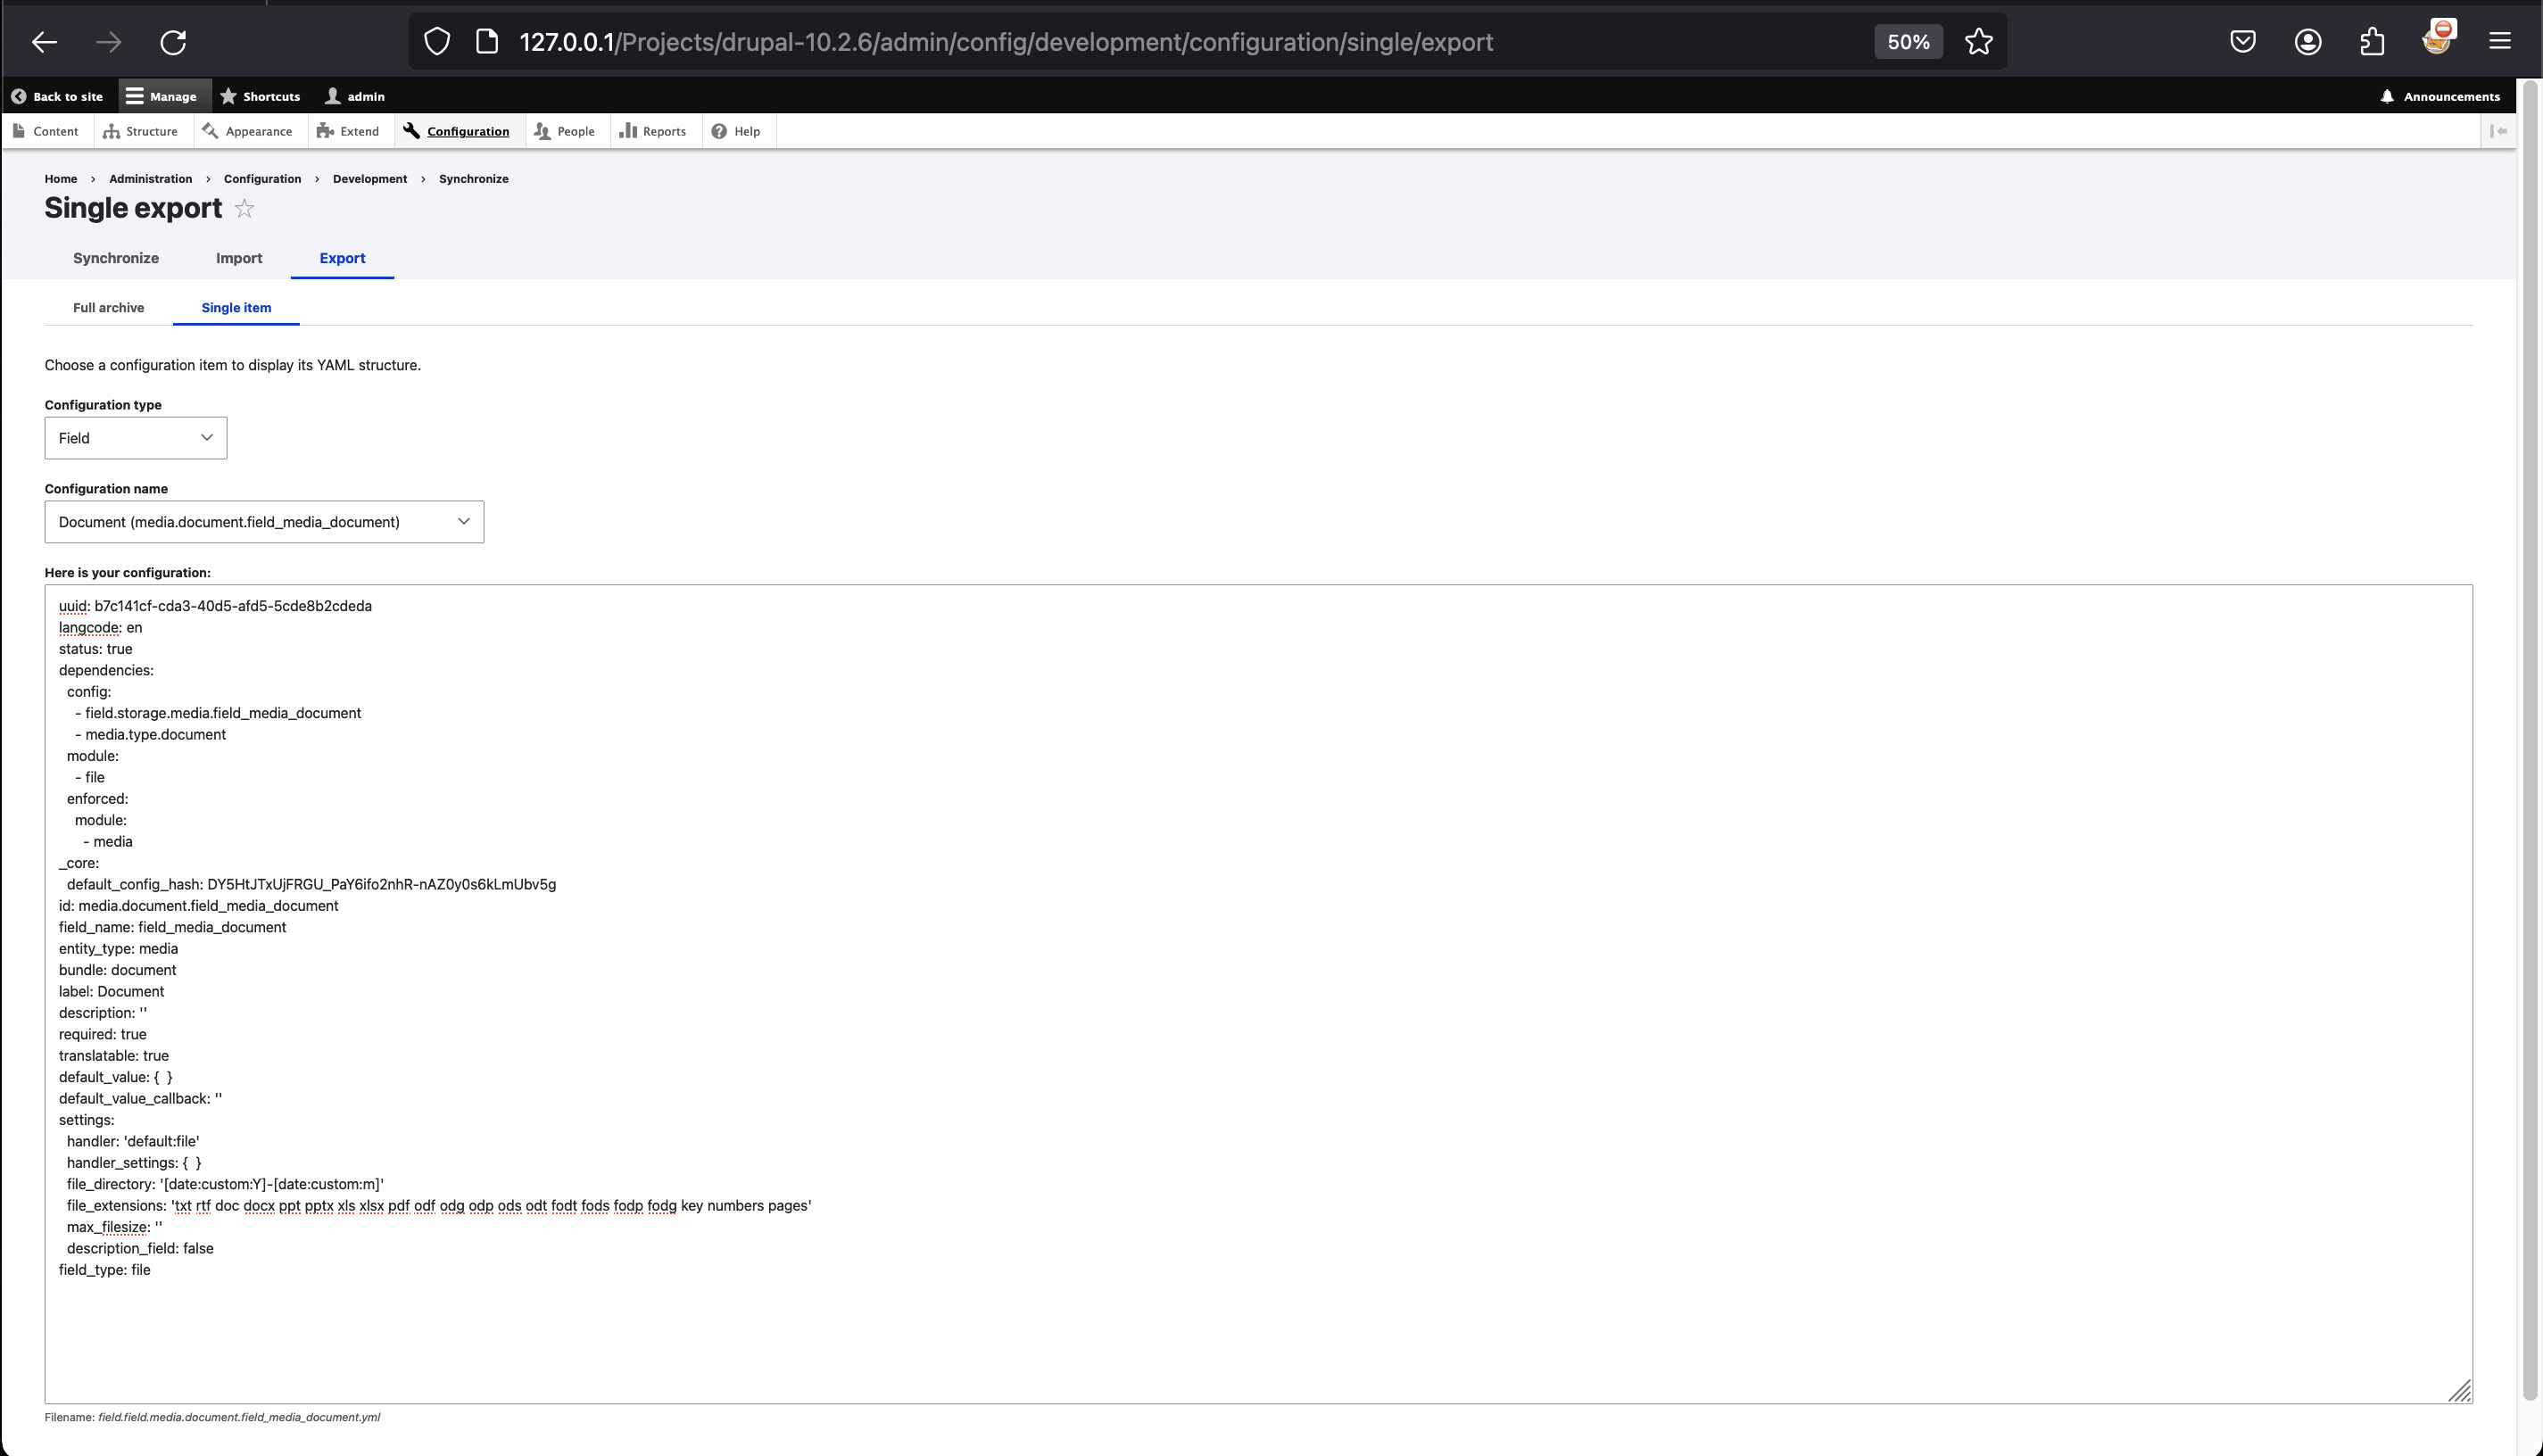 127.0.0.1/Projects/drupal-10.2.6/admin/config/development/configuration/single/export 50%
Back to site Manage Shortcuts admin Announcements
Content Structure Appearance Extend Configuration People Reports Help
Home › Administration › Configuration › Development › Synchronize
Single export
Synchronize Import Export
Full archive Single item
Choose a configuration item to display its YAML structure.
Configuration type
Field
Configuration name
Document (media.document.field_media_document)
Here is your configuration:
uuid: b7c141cf-cda3-40d5-afd5-5cde8b2cdeda
langcode: en
status: true
dependencies:
  config:
    - field.storage.media.field_media_document
    - media.type.document
  module:
    - file
  enforced:
    module:
      - media
_core:
  default_config_hash: DY5HtJTxUjFRGU_PaY6ifo2nhR-nAZ0y0s6kLmUbv5g
id: media.document.field_media_document
field_name: field_media_document
entity_type: media
bundle: document
label: Document
description: ''
required: true
translatable: true
default_value: {  }
default_value_callback: ''
settings:
  handler: 'default:file'
  handler_settings: {  }
  file_directory: '[date:custom:Y]-[date:custom:m]'
  file_extensions: 'txt rtf doc docx ppt pptx xls xlsx pdf odf odg odp ods odt fodt fods fodp fodg key numbers pages'
  max_filesize: ''
  description_field: false
field_type: file
Filename: field.field.media.document.field_media_document.yml